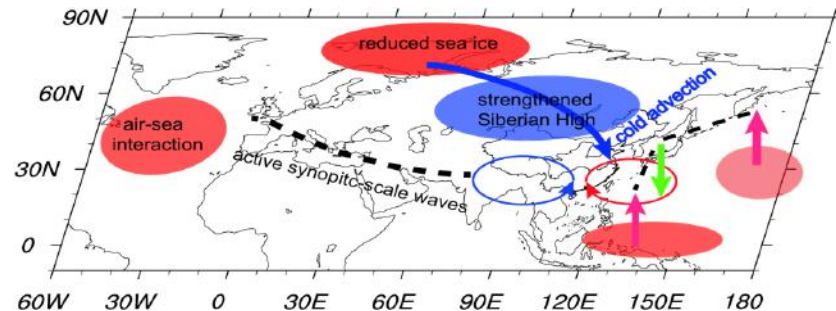 90N
reduced sea ice
60N
strengthened
Siberian High
cold advection
air-sea
interaction
active synopitc-scale waves
30N
0
60W 30W 0 30E 60E 90E 120E 150E 180